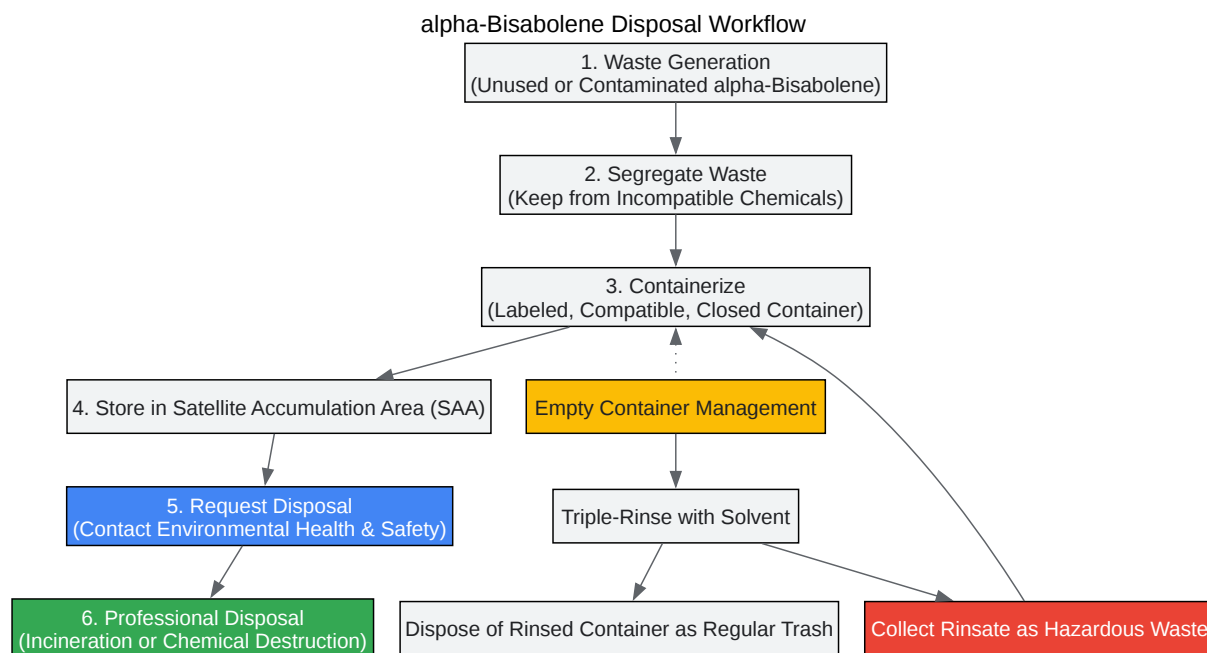 alpha-Bisabolene Disposal Workflow
1. Waste Generation
(Unused or Contaminated alpha-Bisabolene)
2. Segregate Waste
(Keep from Incompatible Chemicals)
3. Containerize
(Labeled, Compatible, Closed Container)
4. Store in Satellite Accumulation Area (SAA)
Empty Container Management
5. Request Disposal
(Contact Environmental Health & Safety)
Triple-Rinse with Solvent
6. Professional Disposal
(Incineration or Chemical Destruction)
Dispose of Rinsed Container as Regular Trash
Collect Rinsate as Hazardous Waste